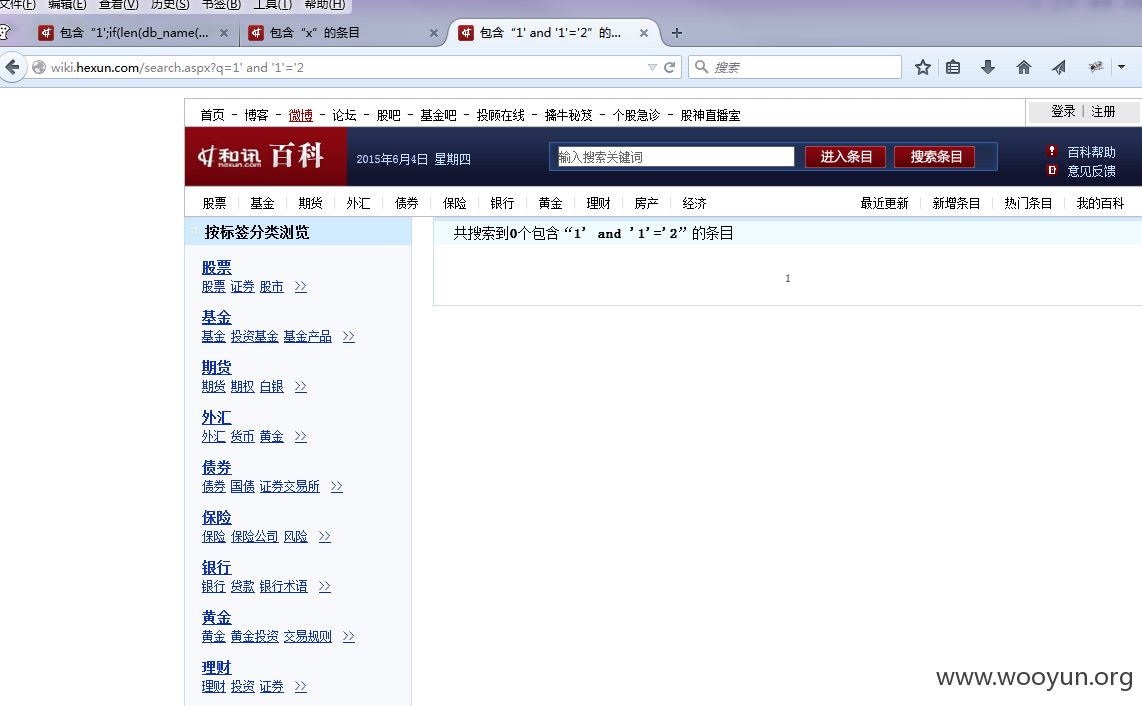 文件(F) 编辑(E) 查看(V) 历史(S) 书签(B) 工具(T) 帮助(H)
包含“1';if(len(db_name(... 包含“x”的条目 包含“1' and '1'='2”的...
wiki.hexun.com/search.aspx?q=1' and '1'='2 搜索
首页 - 博客 - 微博 - 论坛 - 股吧 - 基金吧 - 投顾在线 - 擒牛秘笈 - 个股急诊 - 股神直播室 登录 | 注册
和讯 hexun.com 百科 2015年6月4日 星期四 输入搜索关键词 进入条目 搜索条目 百科帮助
意见反馈
股票 基金 期货 外汇 债券 保险 银行 黄金 理财 房产 经济 最近更新 新增条目 热门条目 我的百科
按标签分类浏览
共搜索到0个包含“1' and '1'='2”的条目
1
股票
股票 证券 股市 >>
基金
基金 投资基金 基金产品 >>
期货
期货 期权 白银 >>
外汇
外汇 货币 黄金 >>
债券
债券 国债 证券交易所 >>
保险
保险 保险公司 风险 >>
银行
银行 贷款 银行术语 >>
黄金
黄金 黄金投资 交易规则 >>
理财
理财 投资 证券 >>
www.wooyun.org